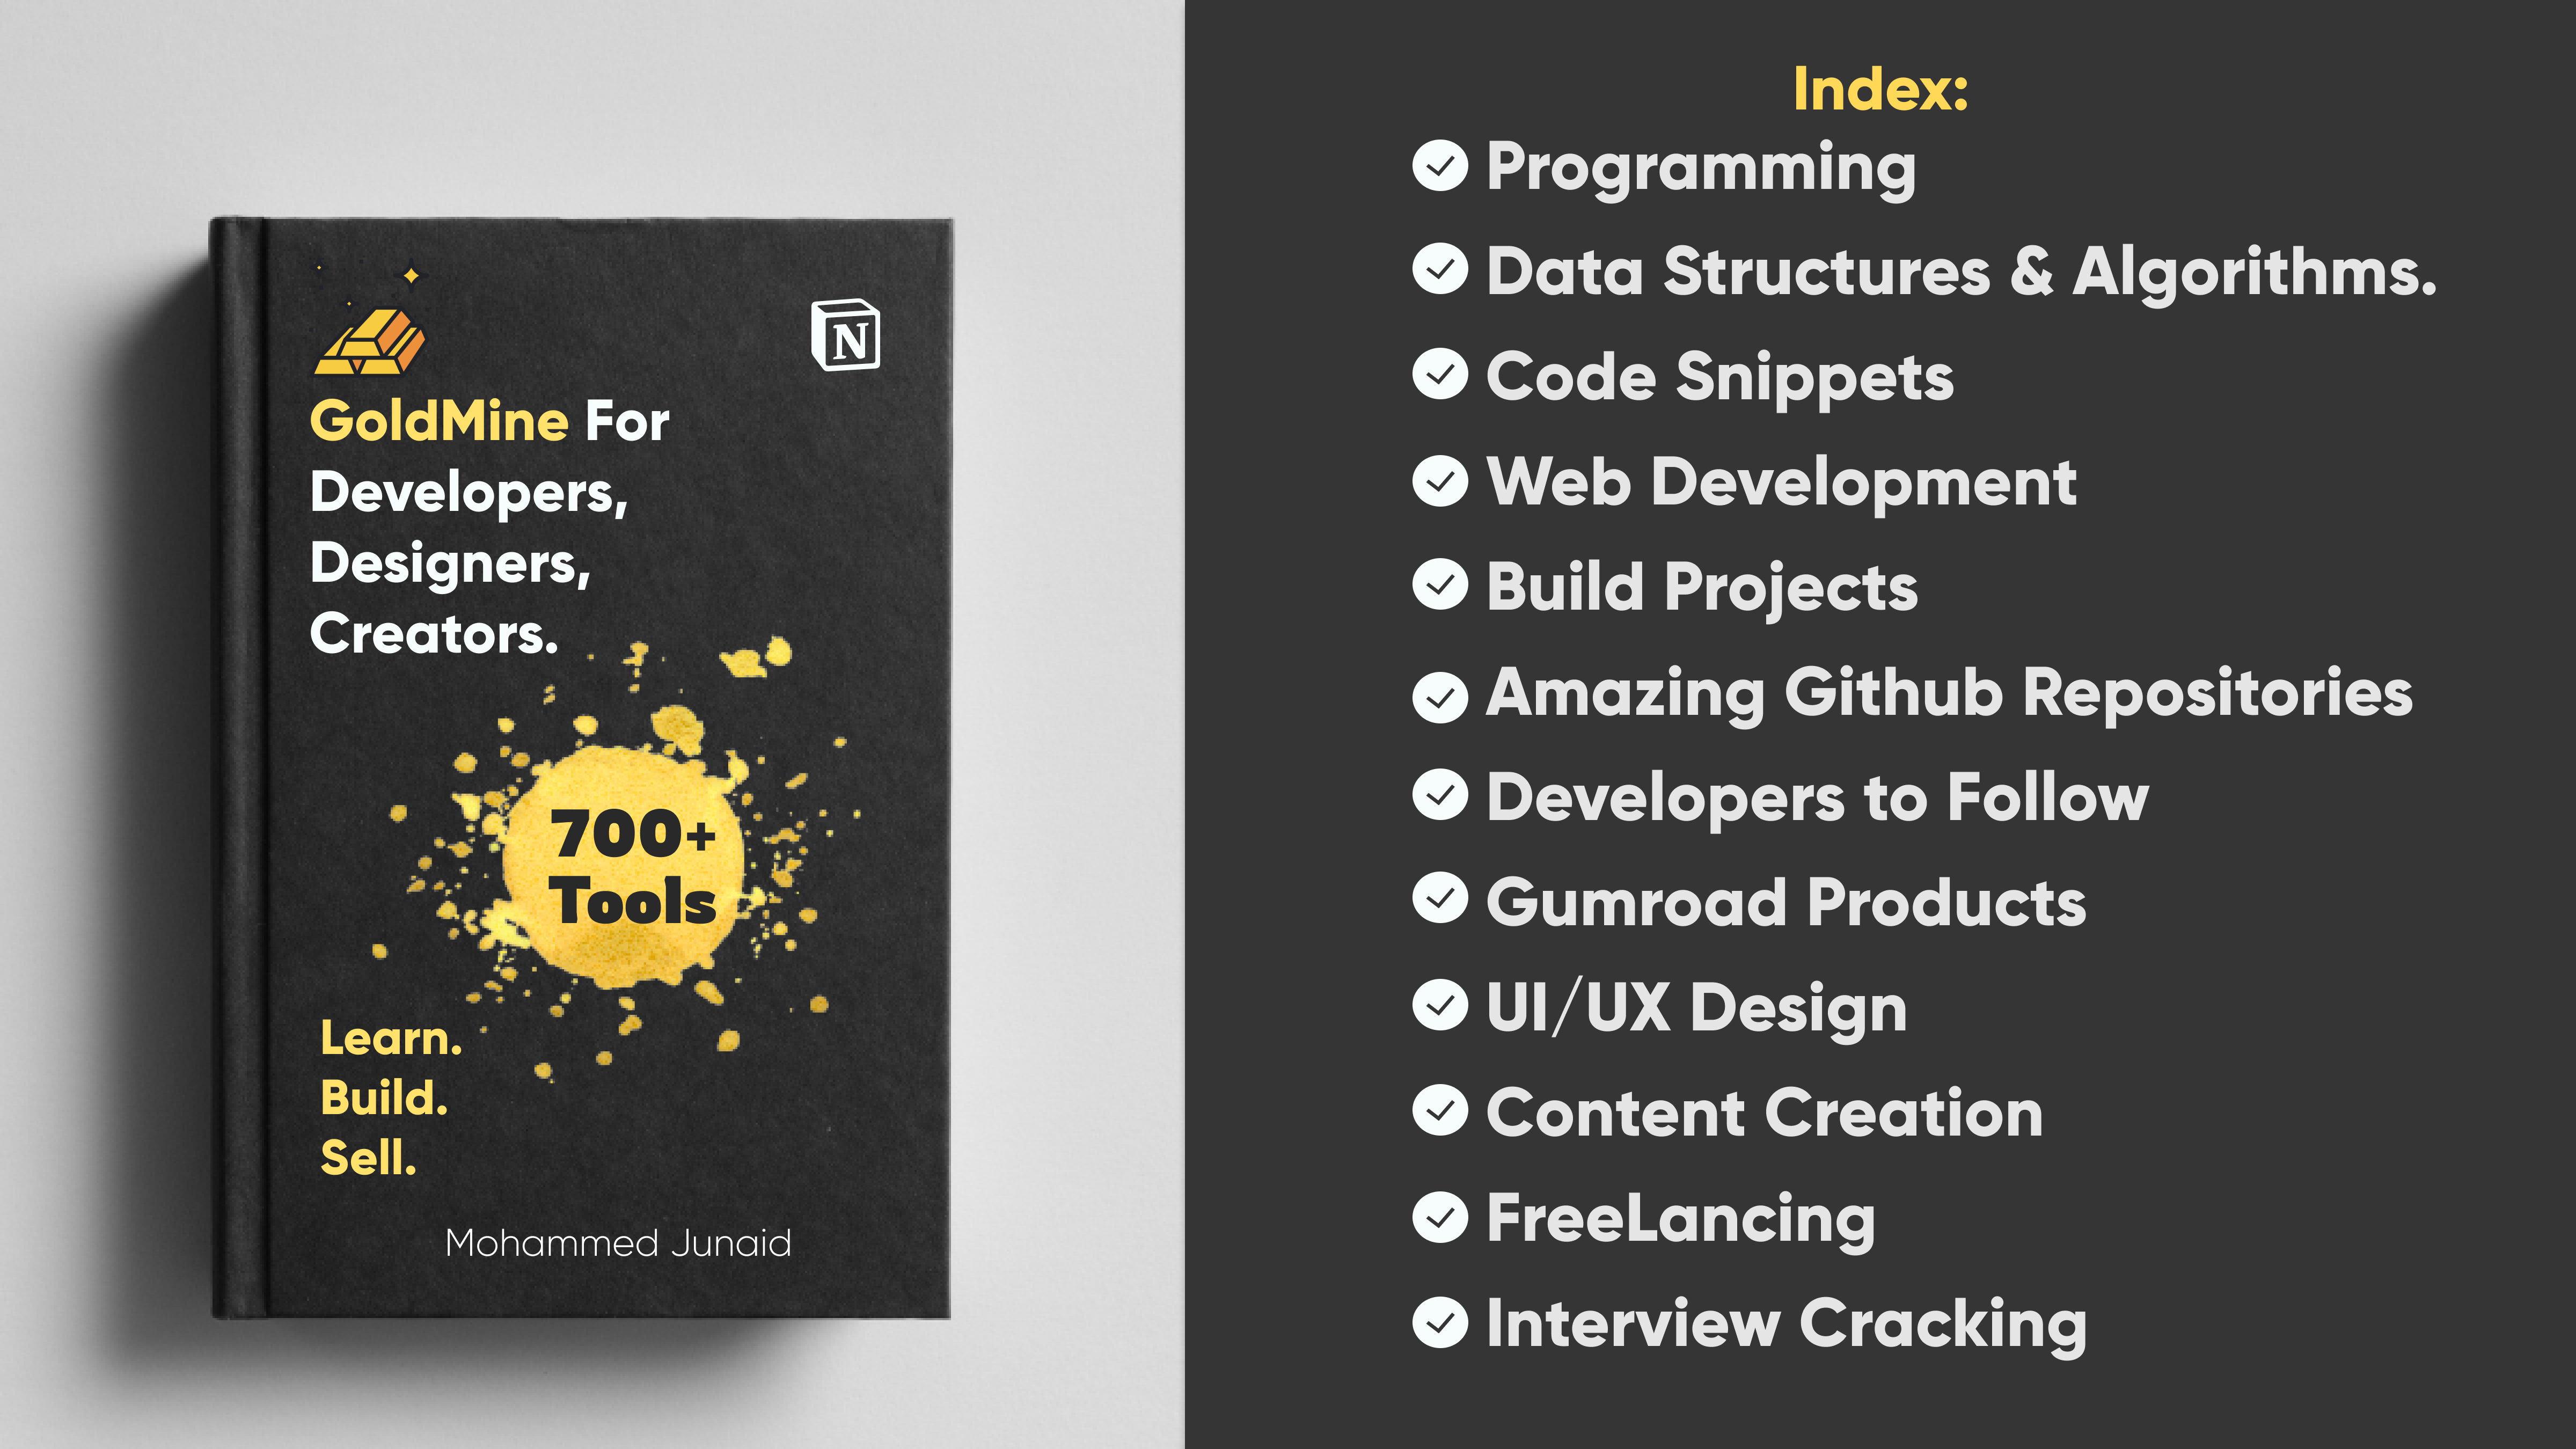 N
GoldMine For
Developers,
Designers,
Creators.
700+
Tools
Learn.
Build.
Sell.
Mohammed Junaid
Index:
Programming
Data Structures & Algorithms.
Code Snippets
Web Development
Build Projects
Amazing Github Repositories
Developers to Follow
Gumroad Products
UI/UX Design
Content Creation
FreeLancing
Interview Cracking